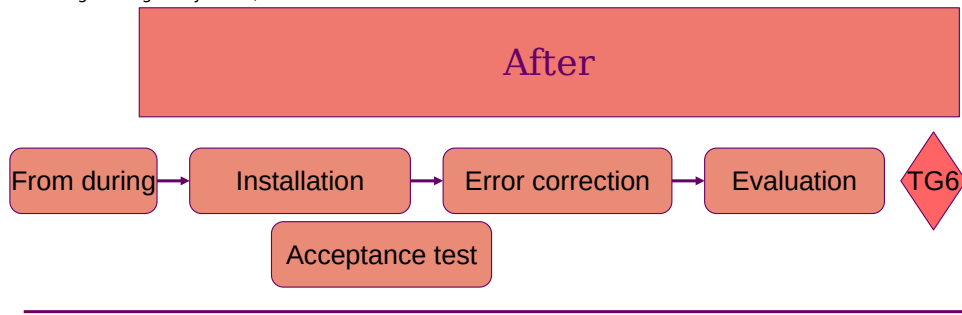 After
From during
Installation
Error correction
Evaluation
TG6
Acceptance test